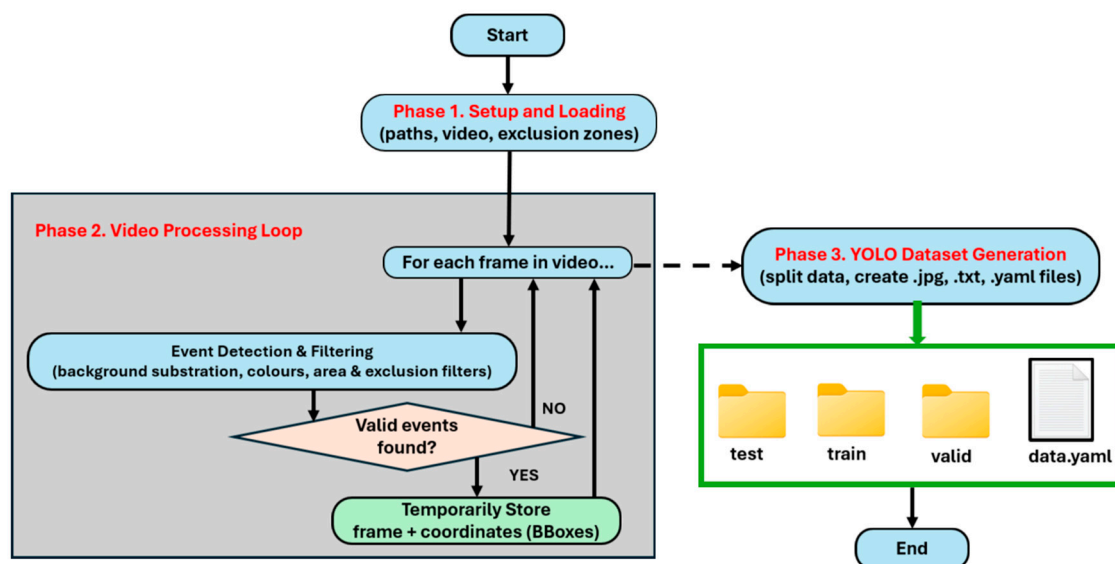 Start
Phase 1. Setup and Loading
(paths, video, exclusion zones)
Phase 2. Video Processing Loop
For each frame in video...
Event Detection & Filtering
(background substration, colours, area & exclusion filters)
Valid events
found?
NO
YES
Temporarily Store
frame + coordinates (BBoxes)
Phase 3. YOLO Dataset Generation
(split data, create .jpg, .txt, .yaml files)
test
train
valid
data.yaml
End